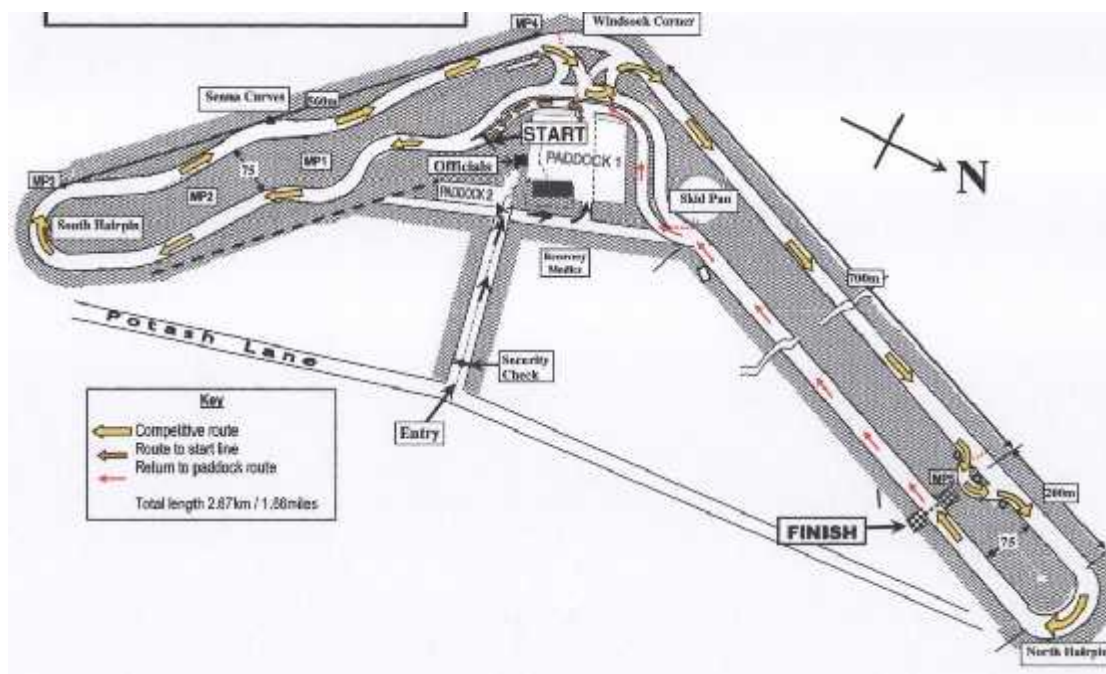 MP4
Windsock Corner
Senna Curves
560m
START
PADDOCK 1
Officials
PADDOCK 2
MP1
75
MP2
MP3
South Hairpin
N
Skid Pan
Recovery
Medics
700m
Potash Lane
Security
Check
Entry
Key
Competitive route
Route to start line
Return to paddock route
Total length 2.67km / 1.66miles
MP5
200m
FINISH
75
North Hairpin